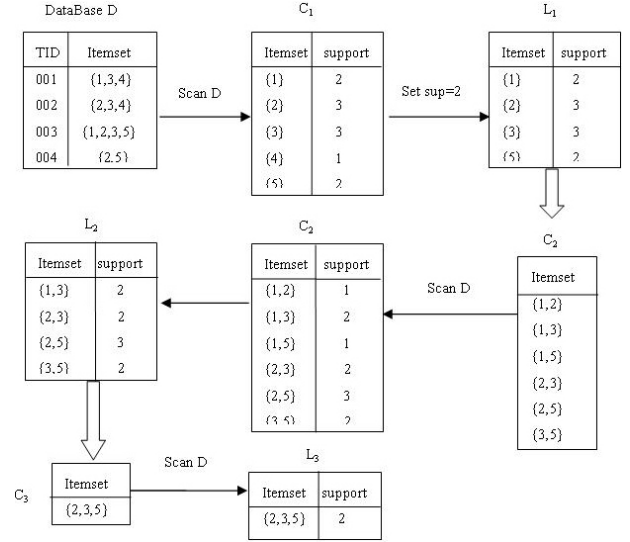 DataBase D
C1
L1
TID Itemset
001 {1,3,4}
002 {2,3,4}
003 {1,2,3,5}
004 {2.5}
Scan D
Itemset support
{1} 2
{2} 3
{3} 3
{4} 1
{5} 2
Set sup=2
Itemset support
{1} 2
{2} 3
{3} 3
{5} 2
L2
C2
C2
Itemset support
{1,3} 2
{2,3} 2
{2,5} 3
{3.5} 2
Itemset support
{1,2} 1
{1,3} 2
{1,5} 1
{2,3} 2
{2,5} 3
{3,5} 2
Scan D
Itemset
{1,2}
{1,3}
{1,5}
{2,3}
{2,5}
{3,5}
C3
Itemset
{2,3,5}
Scan D
L3
Itemset support
{2,3,5} 2